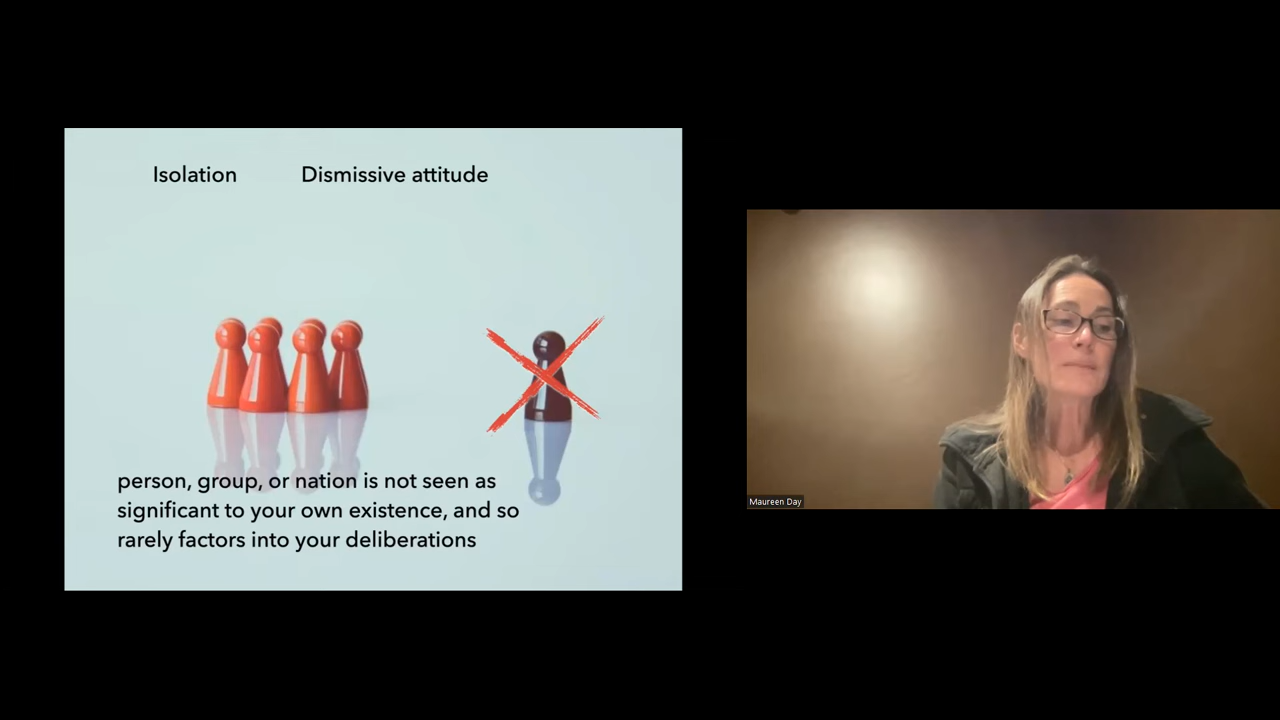 Isolation Dismissive attitude
person, group, or nation is not seen as
significant to your own existence, and so
rarely factors into your deliberations
Maureen Day